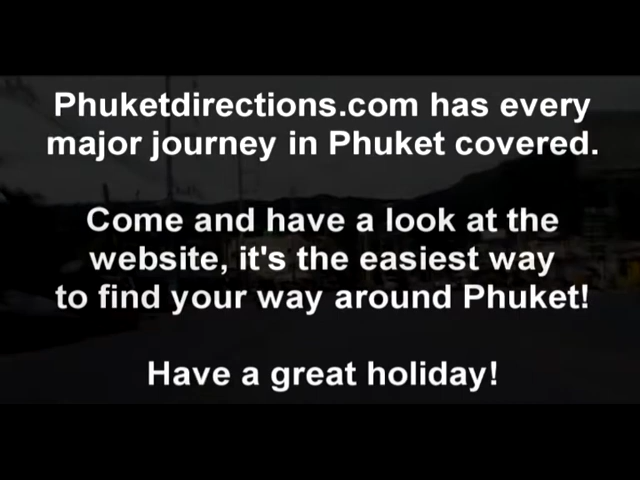 Phuketdirections.com has every
major journey in Phuket covered.
Come and have a look at the
website, it's the easiest way
to find your way around Phuket!
Have a great holiday!